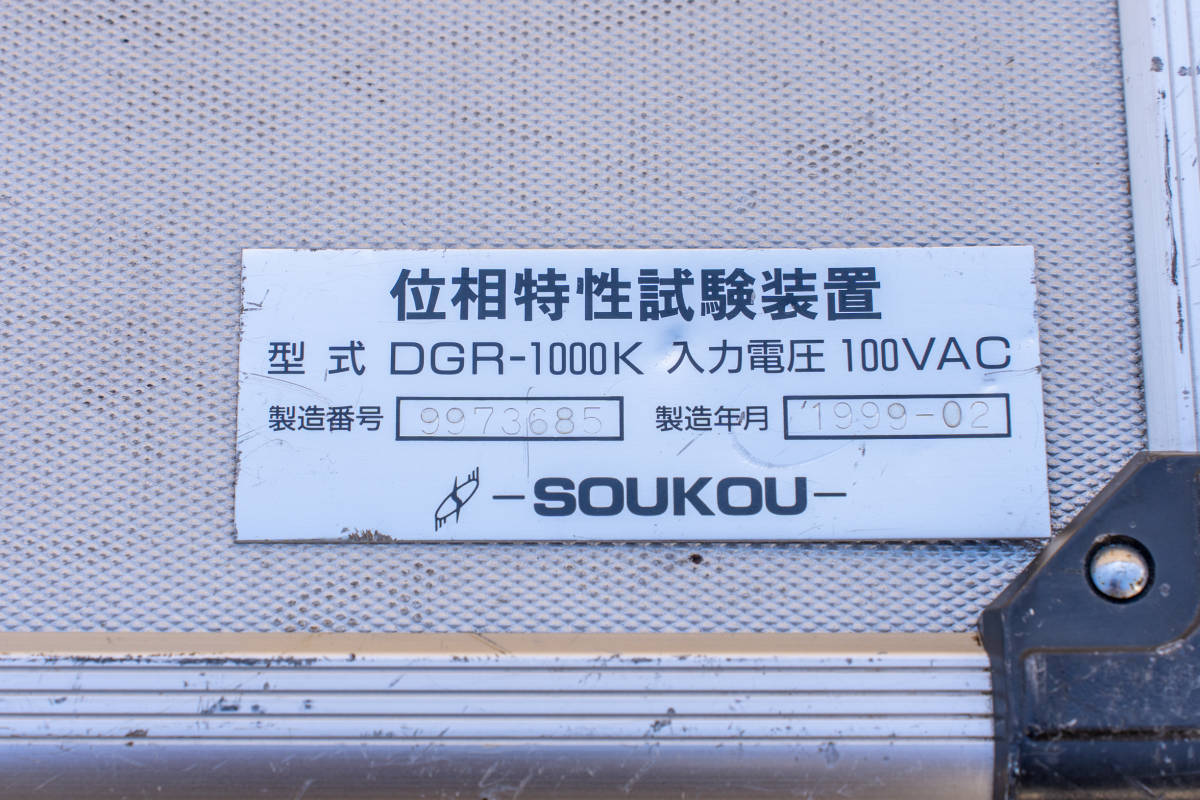 位相特性試験装置
型式 DGR-1000K 入力電圧 100VAC
製造番号 9973685 製造年月 '1999-02
-SOUKOU-